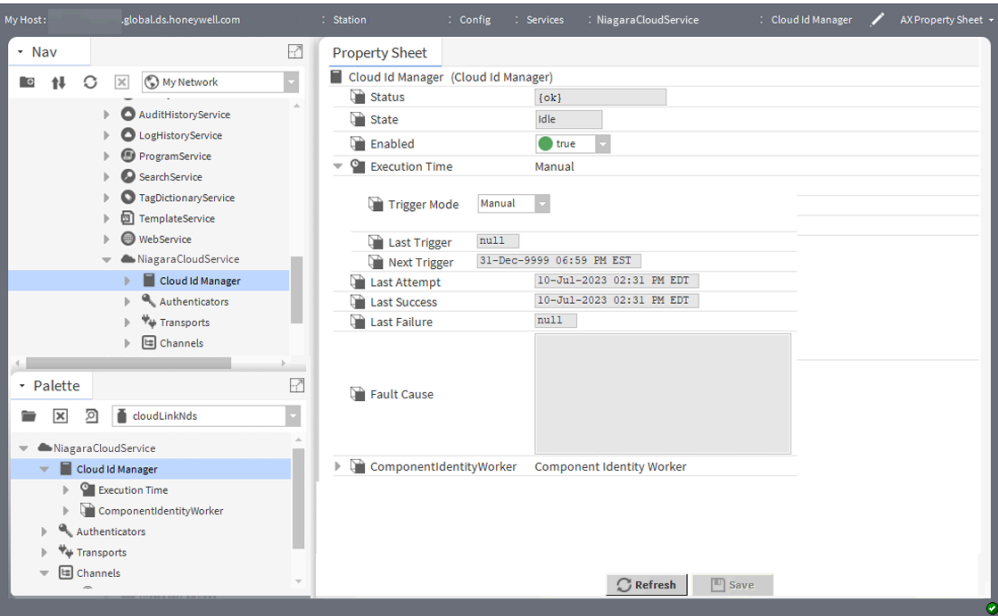 My Host : .global.ds.honeywell.com : Station : Config : Services : NiagaraCloudService : Cloud Id Manager AX Property Sheet
Nav
My Network
AuditHistoryService
LogHistoryService
ProgramService
SearchService
TagDictionaryService
TemplateService
WebService
NiagaraCloudService
Cloud Id Manager
Authenticators
Transports
Channels
Palette
cloudLinkNds
NiagaraCloudService
Cloud Id Manager
Execution Time
ComponentIdentityWorker
Authenticators
Transports
Channels
Property Sheet
Cloud Id Manager (Cloud Id Manager)
Status {ok}
State Idle
Enabled true
Execution Time Manual
Trigger Mode Manual
Last Trigger null
Next Trigger 31-Dec-9999 06:59 PM EST
Last Attempt 10-Jul-2023 02:31 PM EDT
Last Success 10-Jul-2023 02:31 PM EDT
Last Failure null
Fault Cause
ComponentIdentityWorker Component Identity Worker
Refresh Save